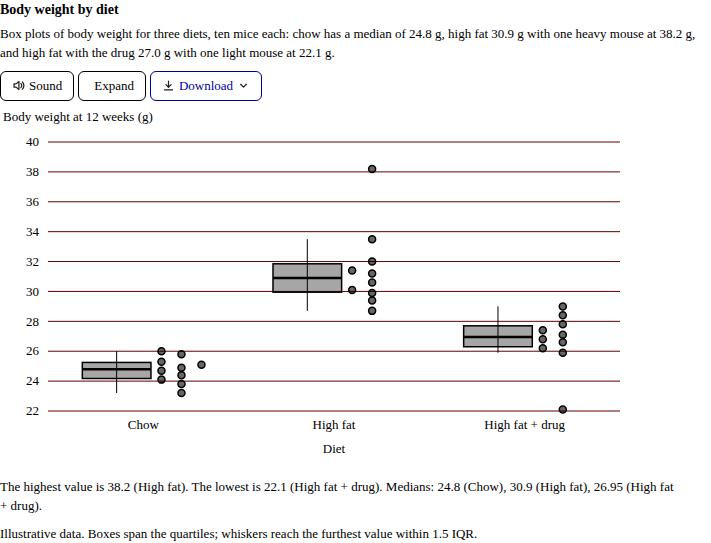 Body weight by diet
Box plots of body weight for three diets, ten mice each: chow has a median of 24.8 g, high fat 30.9 g with one heavy mouse at 38.2 g,
and high fat with the drug 27.0 g with one light mouse at 22.1 g.
Sound Expand Download
Body weight at 12 weeks (g)
40
38
36
34
32
30
28
26
24
22
Chow High fat High fat + drug
Diet
The highest value is 38.2 (High fat). The lowest is 22.1 (High fat + drug). Medians: 24.8 (Chow), 30.9 (High fat), 26.95 (High fat
+ drug).
Illustrative data. Boxes span the quartiles; whiskers reach the furthest value within 1.5 IQR.